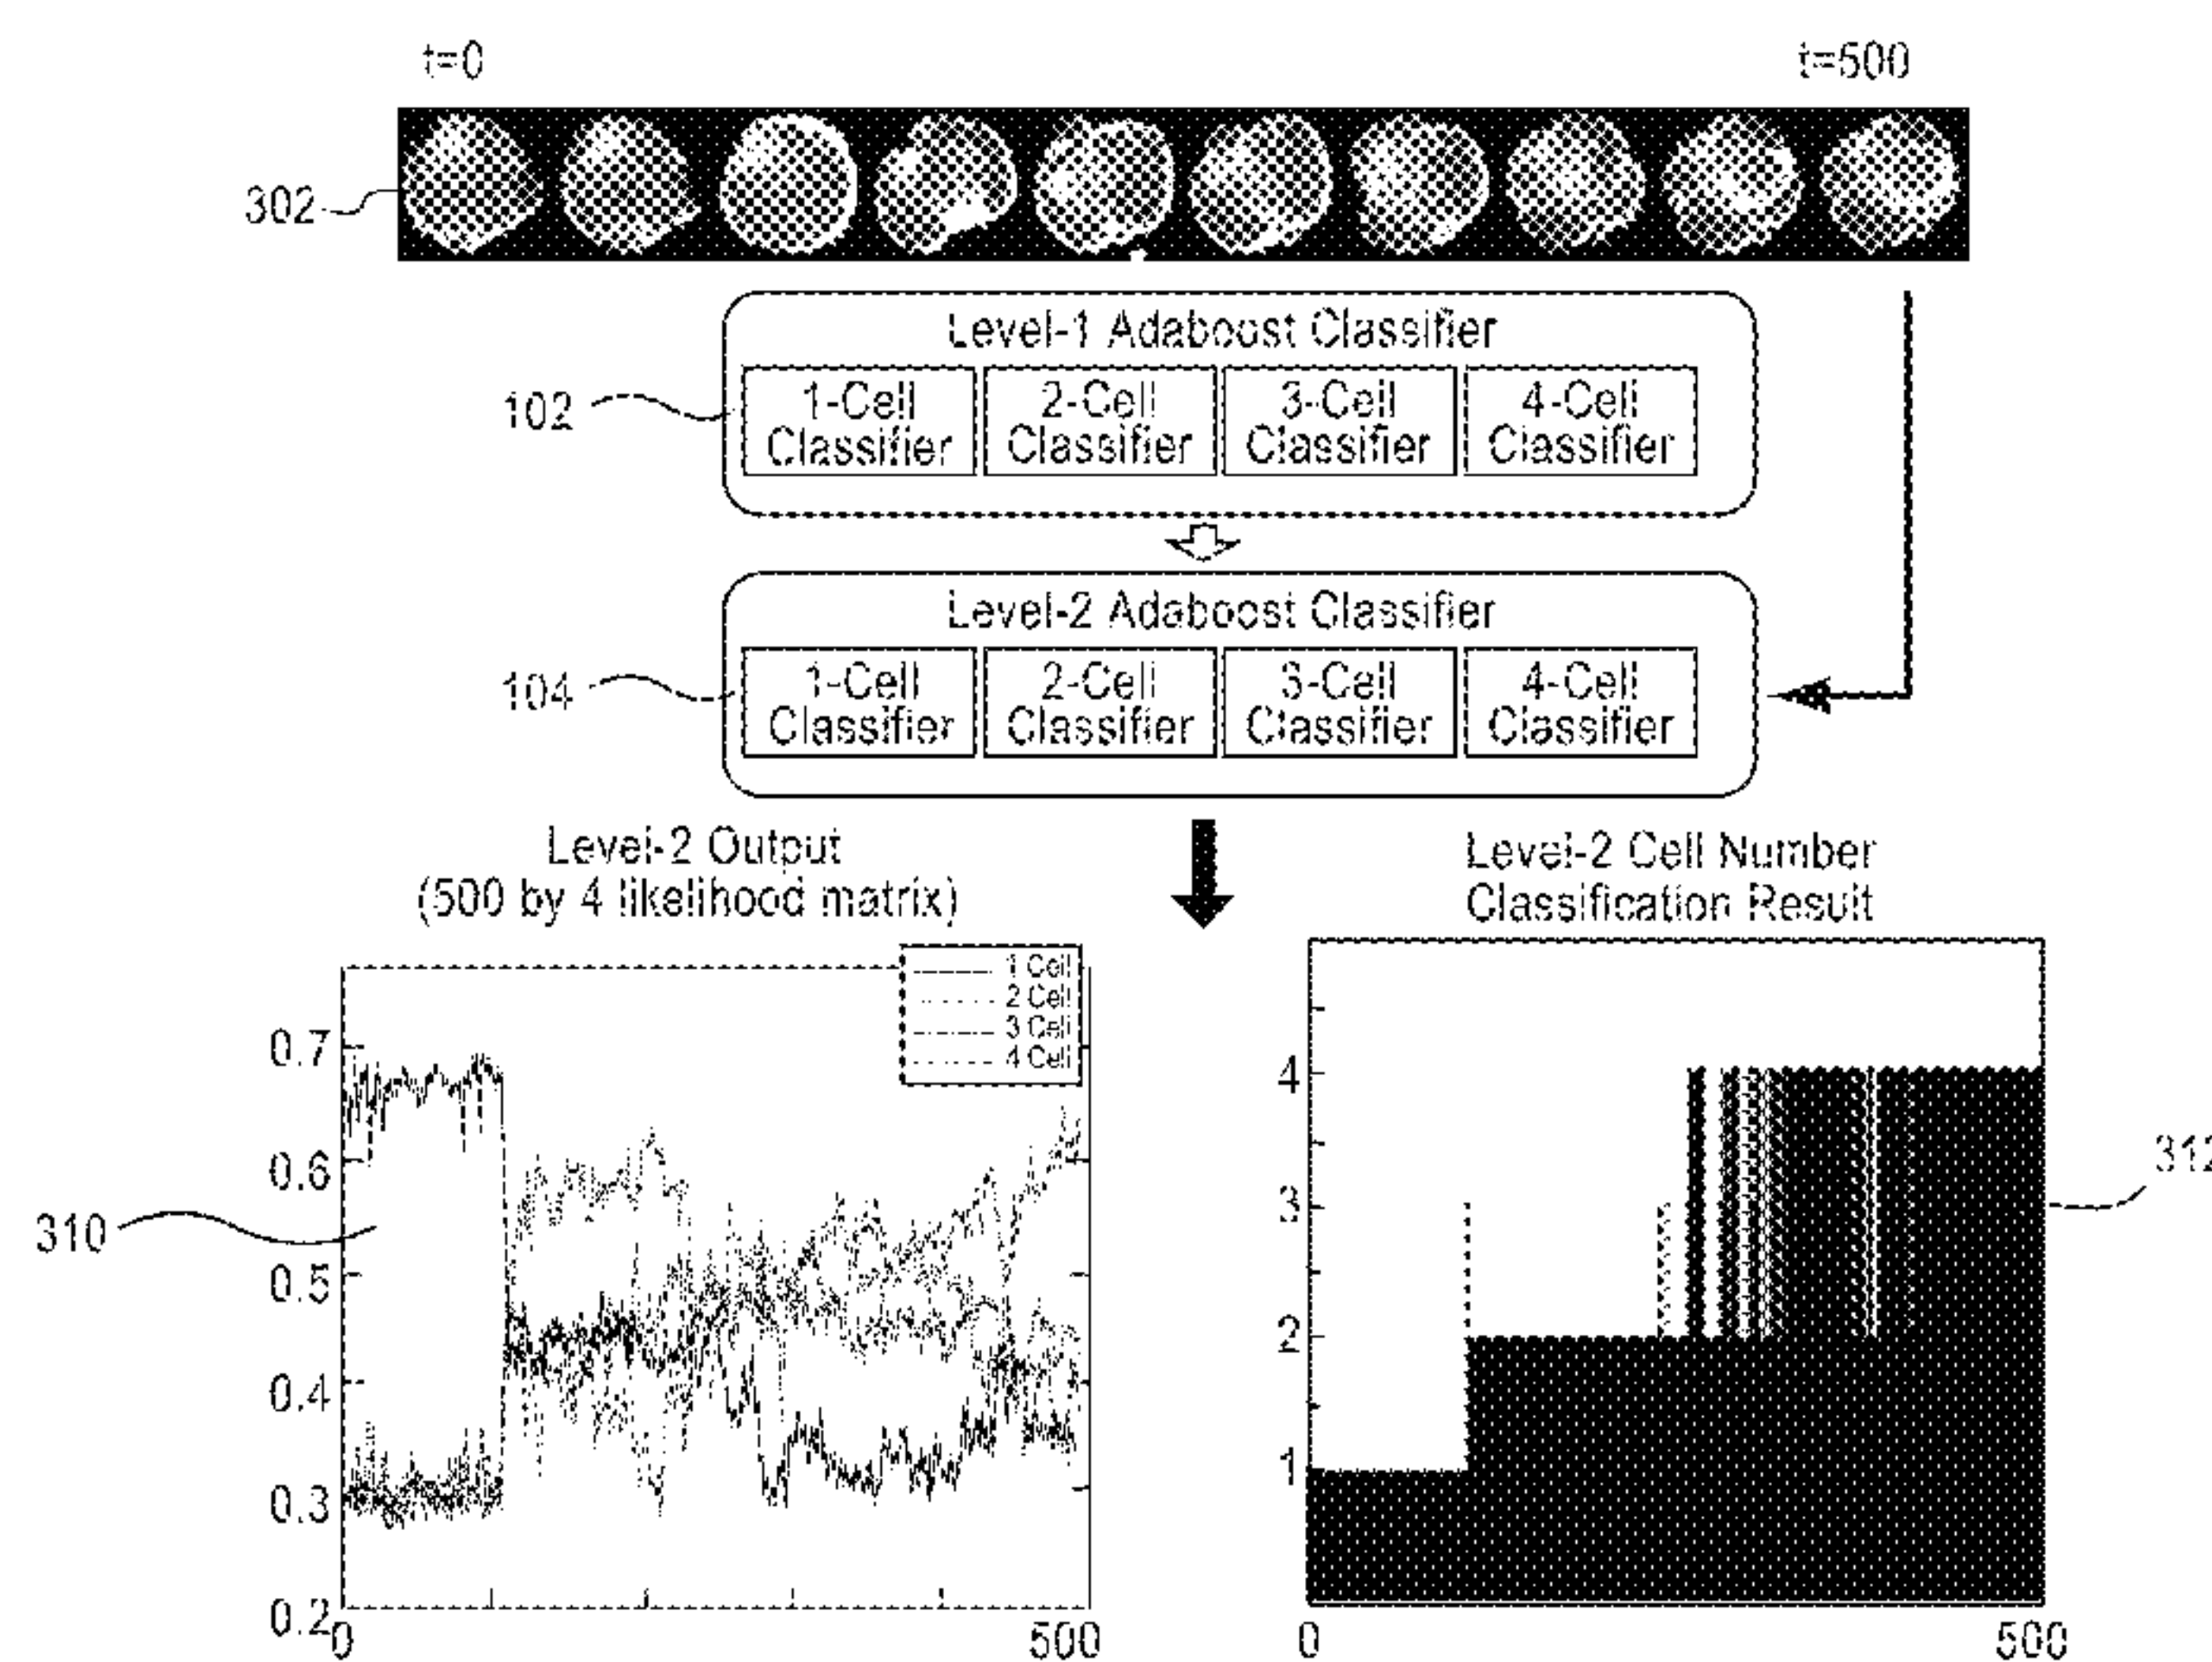 t=0
t=500
302
Level-1 Adaboost Classifier
102
1-Cell
Classifier
2-Cell
Classifier
3-Cell
Classifier
4-Cell
Classifier
Level-2 Adaboost Classifier
104
1-Cell
Classifier
2-Cell
Classifier
3-Cell
Classifier
4-Cell
Classifier
Level-2 Output
(500 by 4 likelihood matrix)
Level-2 Cell Number
Classification Result
1 Cell
2 Cell
3 Cell
4 Cell
0.7
0.6
0.5
0.4
0.3
0.2
0
500
310
4
3
2
1
0
500
312